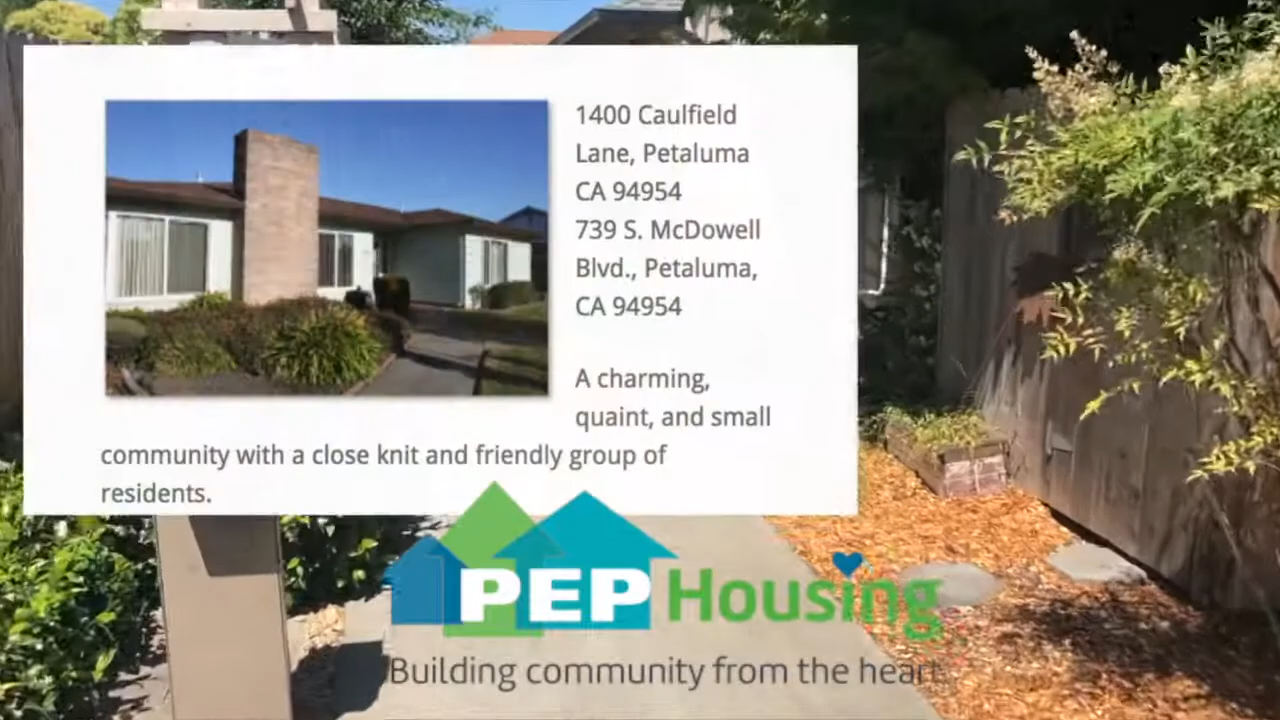 1400 Caulfield
Lane, Petaluma
CA 94954
739 S. McDowell
Blvd., Petaluma,
CA 94954
A charming,
quaint, and small
community with a close knit and friendly group of
residents.
PEP Housing
Building community from the heart.